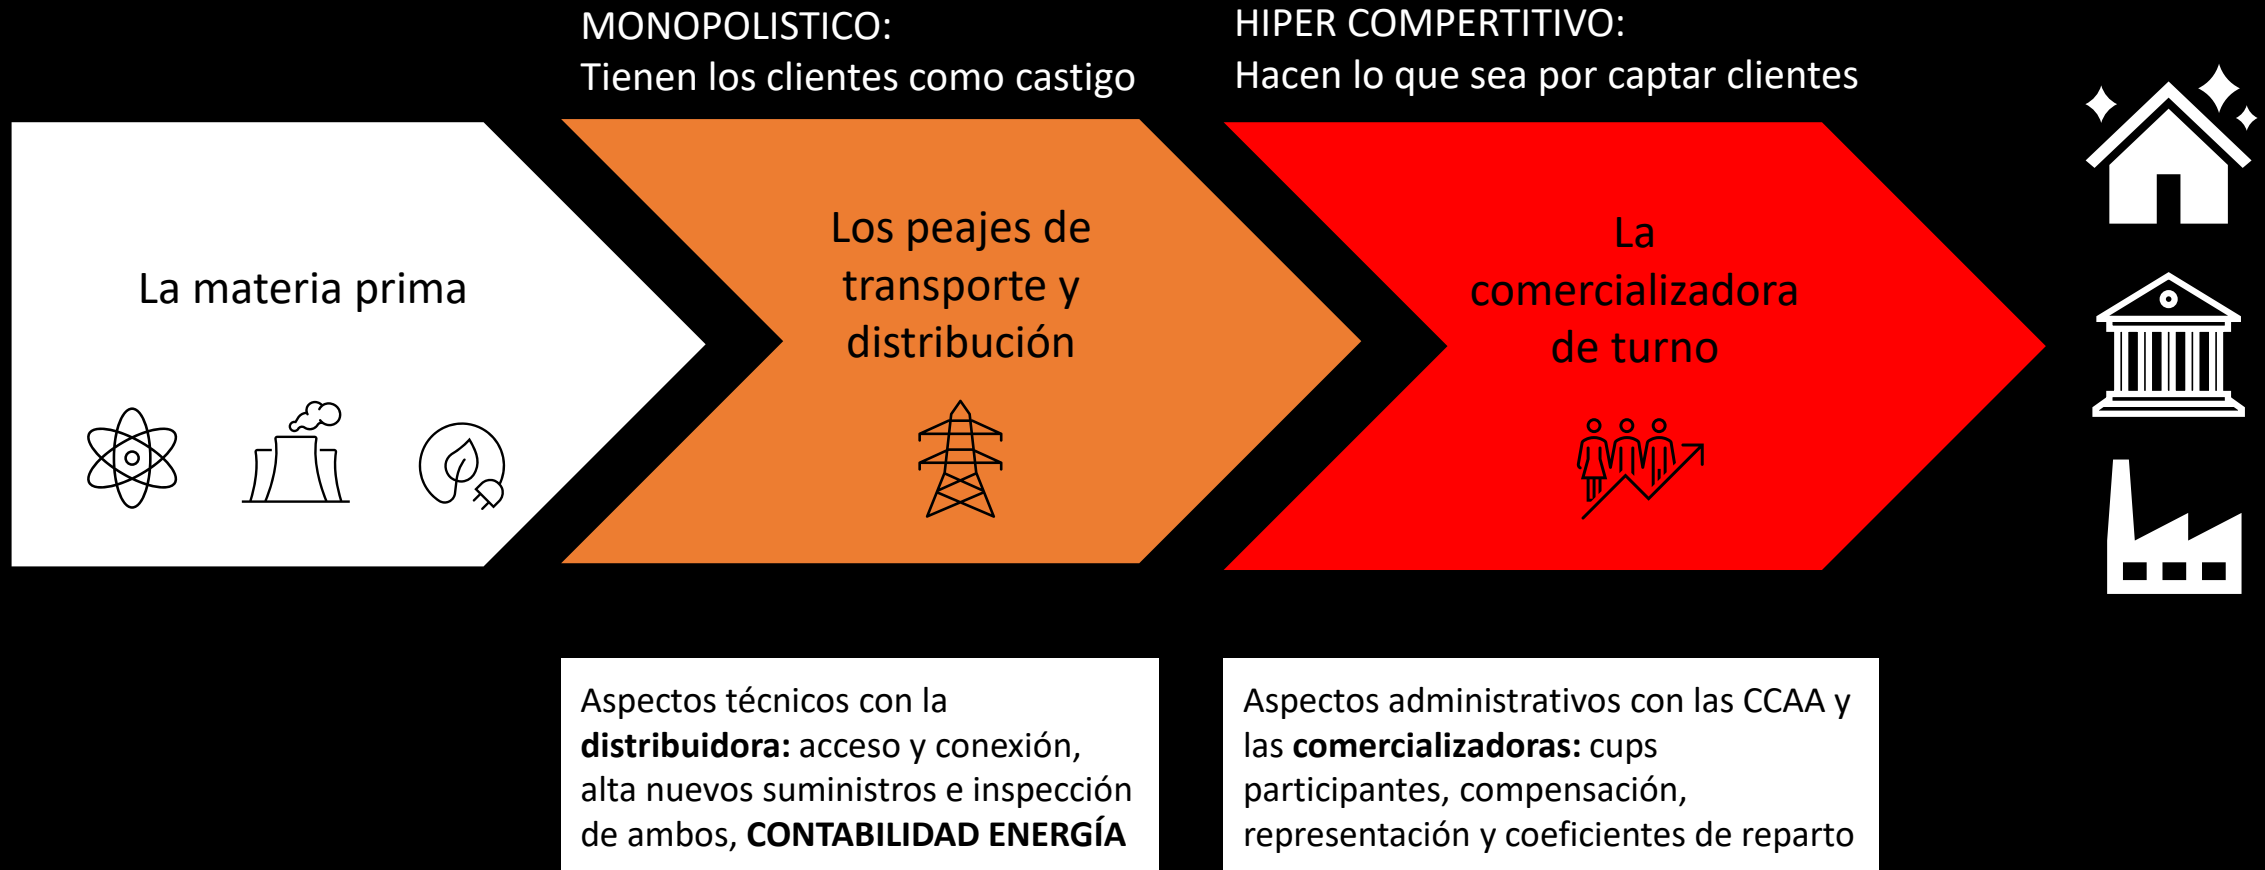 MONOPOLISTICO:
Tienen los clientes como castigo
HIPER COMPERTITIVO:
Hacen lo que sea por captar clientes
La materia prima
Los peajes de
transporte y
distribución
La
comercializadora
de turno
Aspectos técnicos con la
distribuidora: acceso y conexión,
alta nuevos suministros e inspección
de ambos, CONTABILIDAD ENERGÍA
Aspectos administrativos con las CCAA y
las comercializadoras: cups
participantes, compensación,
representación y coeficientes de reparto